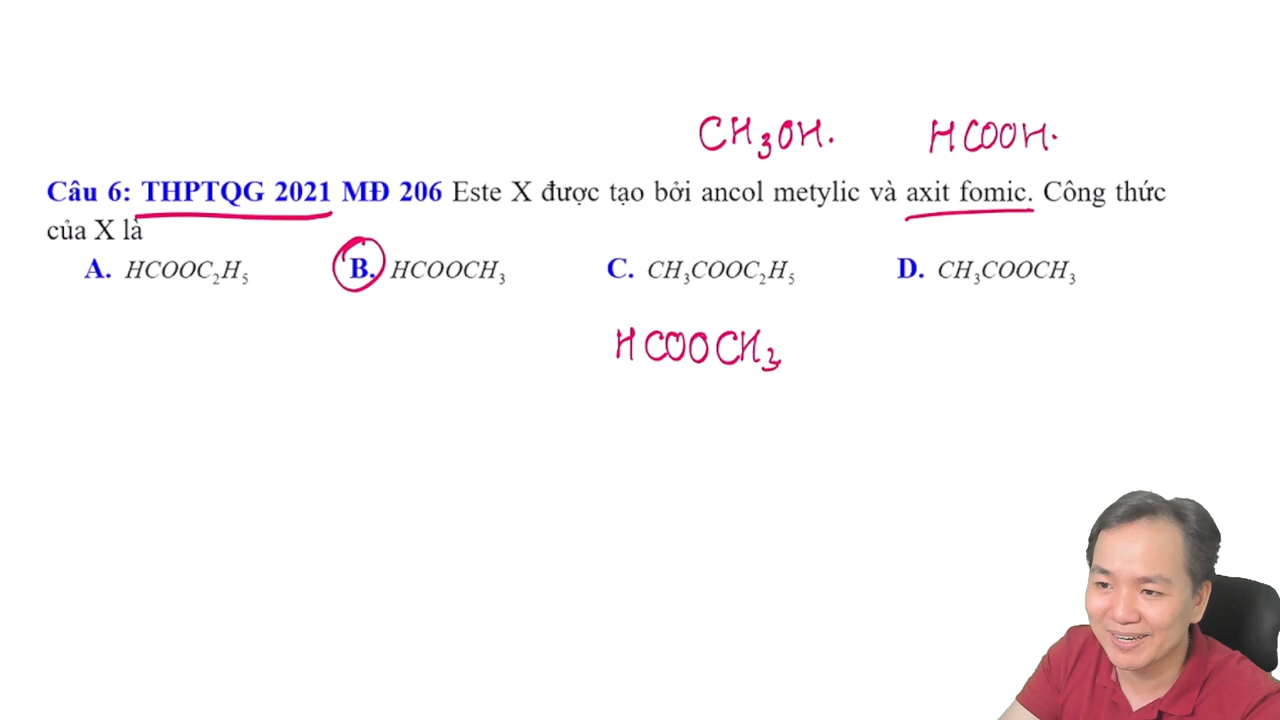 CH₃OH. HCOOH.
Câu 6: THPTQG 2021 MĐ 206 Este X được tạo bởi ancol metylic và axit fomic. Công thức
của X là
A. HCOOC₂H₅ B. HCOOCH₃ C. CH₃COOC₂H₅ D. CH₃COOCH₃
HCOOCH₃